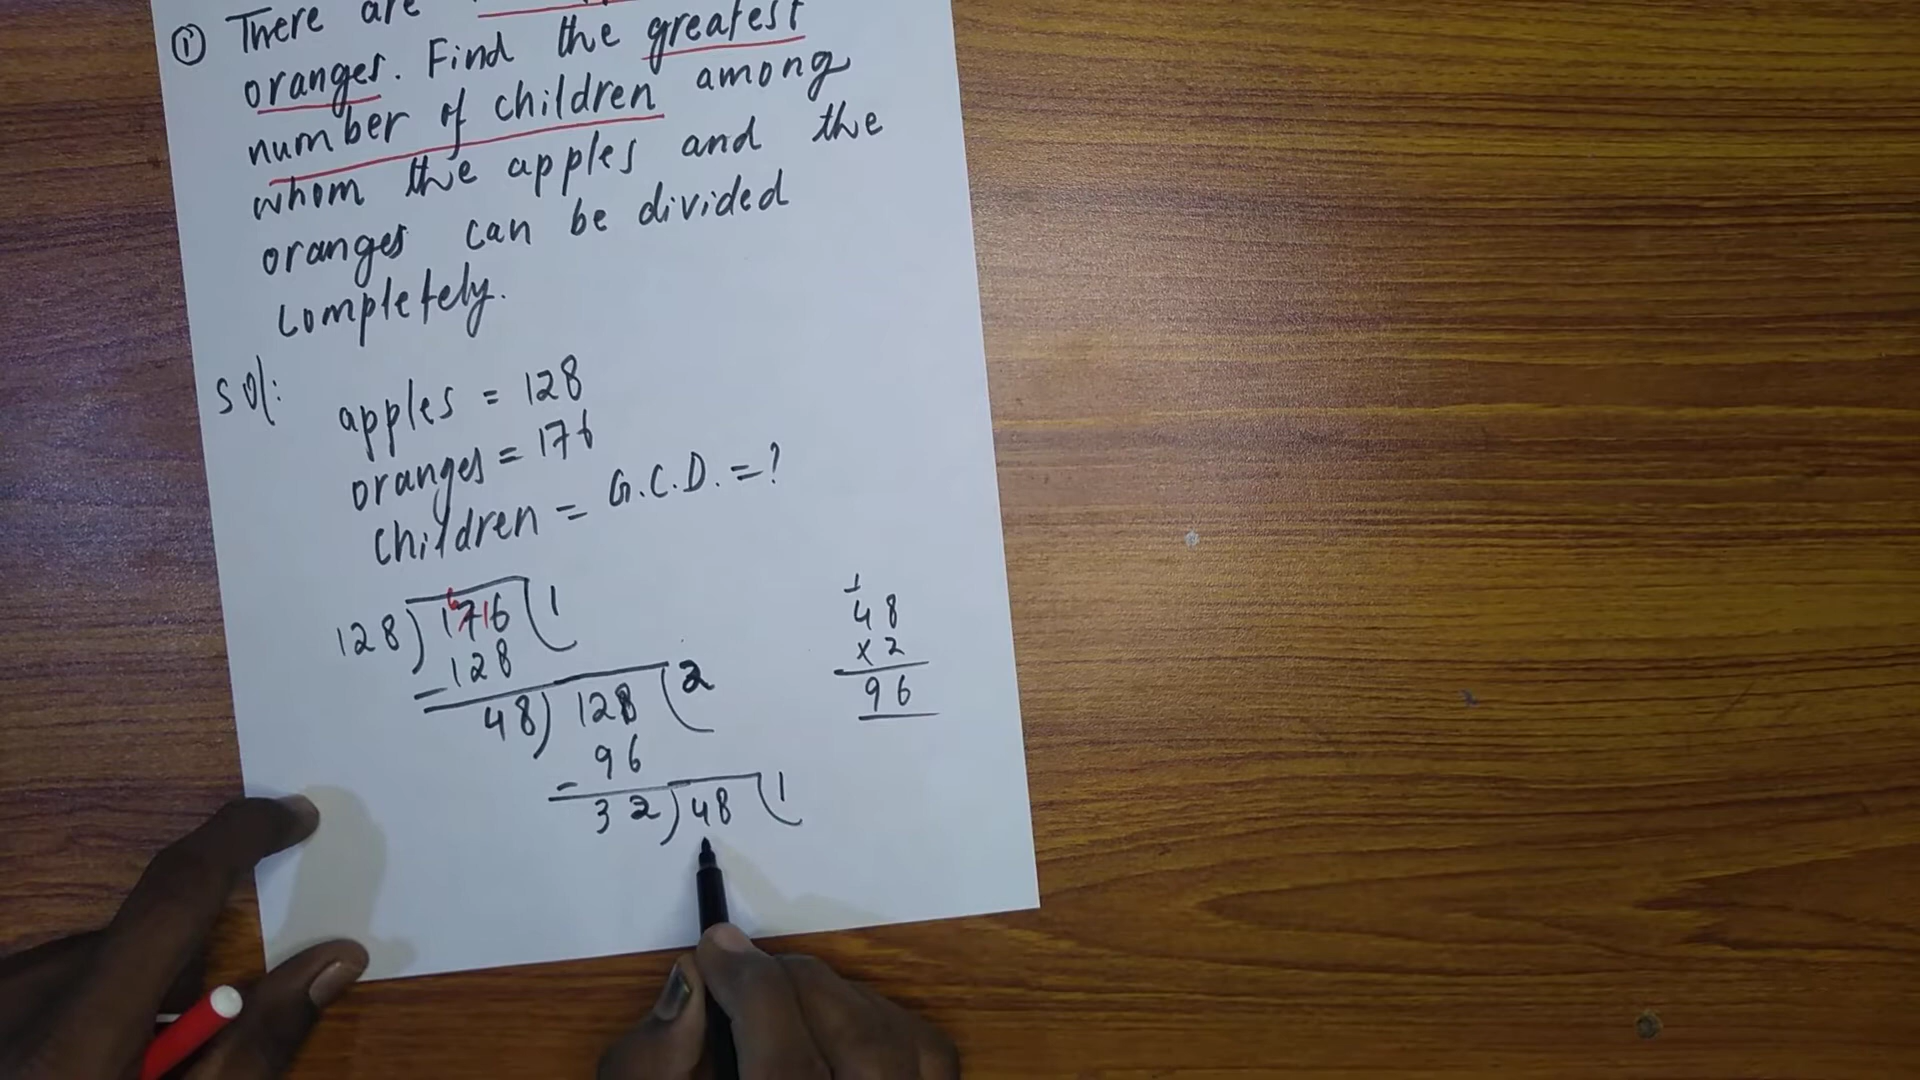 ① There are
oranges. Find the greatest
number of children among
whom the apples and the
oranges can be divided
completely.
Sol:
apples = 128
oranges = 176
children = G.C.D. = ?
128) 176 (1
- 128
48) 128 (2
- 96
32) 48 (1
1
48
x 2
96